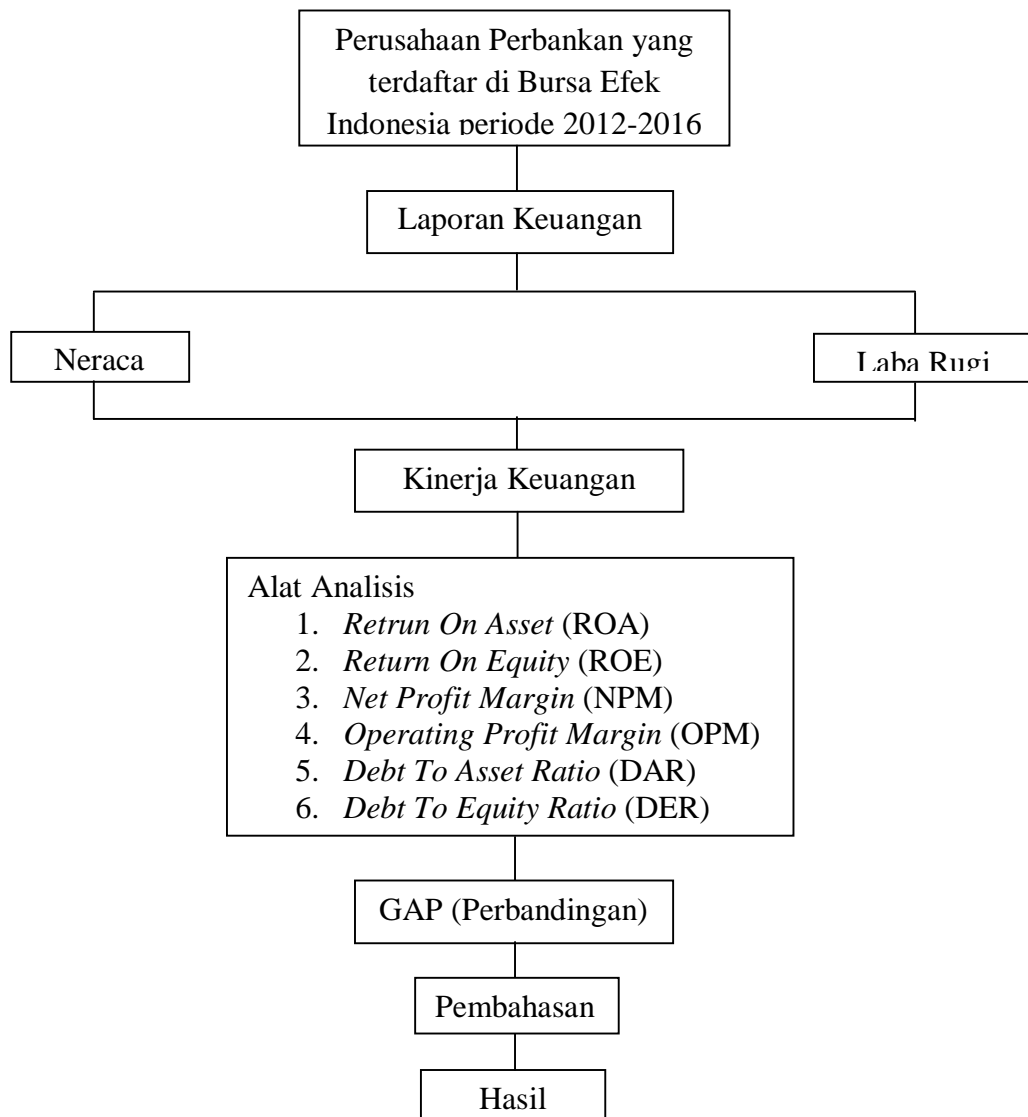 Perusahaan Perbankan yang
terdaftar di Bursa Efek
Indonesia periode 2012-2016
Laporan Keuangan
Neraca
Laba Rugi
Kinerja Keuangan
Alat Analisis
1. Retrun On Asset (ROA)
2. Return On Equity (ROE)
3. Net Profit Margin (NPM)
4. Operating Profit Margin (OPM)
5. Debt To Asset Ratio (DAR)
6. Debt To Equity Ratio (DER)
GAP (Perbandingan)
Pembahasan
Hasil